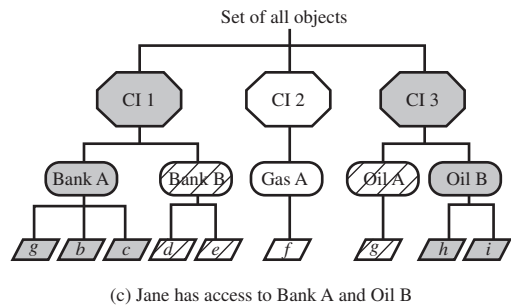 Set of all objects
CI 1 CI 2 CI 3
Bank A Bank B Gas A Oil A Oil B
g b c d e f g h i
(c) Jane has access to Bank A and Oil B